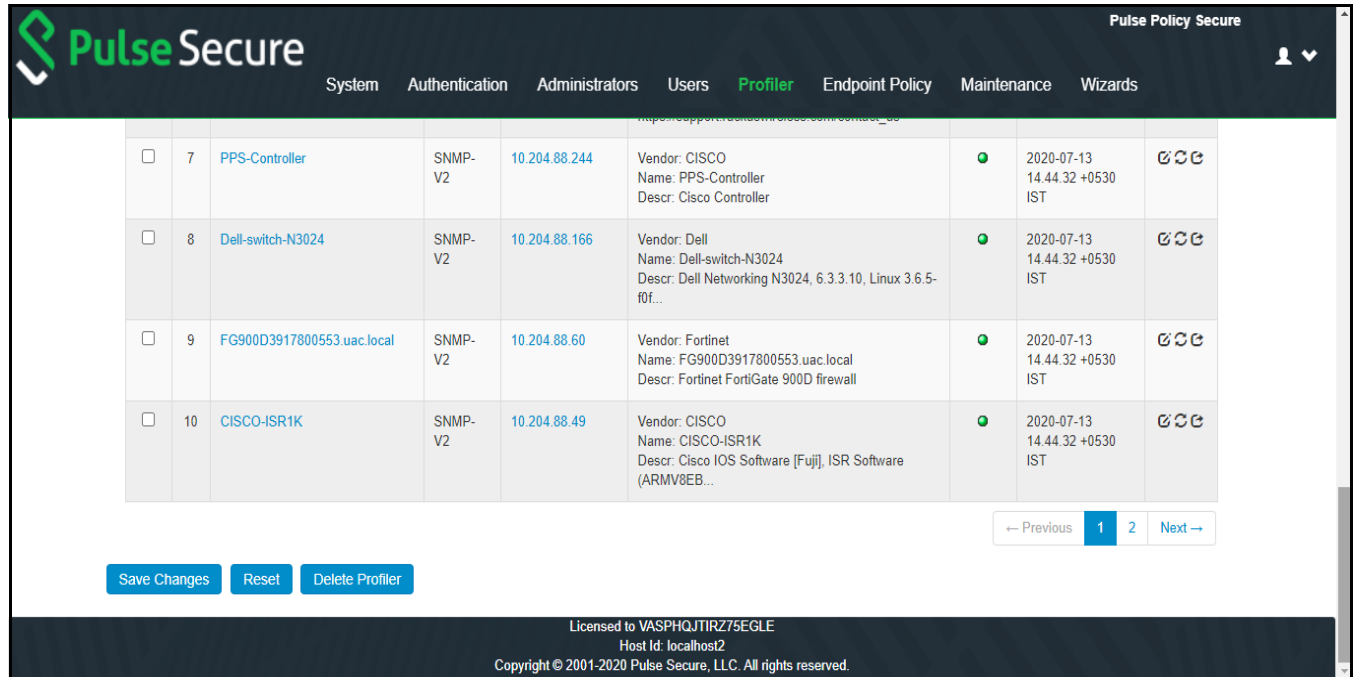 Pulse Policy Secure
Pulse Secure
System Authentication Administrators Users Profiler Endpoint Policy Maintenance Wizards
7 PPS-Controller SNMP- 10.204.88.244 Vendor: CISCO 2020-07-13
V2 Name: PPS-Controller 14.44.32 +0530
Descr: Cisco Controller IST
8 Dell-switch-N3024 SNMP- 10.204.88.166 Vendor: Dell 2020-07-13
V2 Name: Dell-switch-N3024 14.44.32 +0530
Descr: Dell Networking N3024, 6.3.3.10, Linux 3.6.5- IST
f0f...
9 FG900D3917800553.uac.local SNMP- 10.204.88.60 Vendor: Fortinet 2020-07-13
V2 Name: FG900D3917800553.uac.local 14.44.32 +0530
Descr: Fortinet FortiGate 900D firewall IST
10 CISCO-ISR1K SNMP- 10.204.88.49 Vendor: CISCO 2020-07-13
V2 Name: CISCO-ISR1K 14.44.32 +0530
Descr: Cisco IOS Software [Fuji], ISR Software IST
(ARMV8EB...
← Previous 1 2 Next →
Save Changes Reset Delete Profiler
Licensed to VASPHQJTIRZ75EGLE
Host Id: localhost2
Copyright © 2001-2020 Pulse Secure, LLC. All rights reserved.